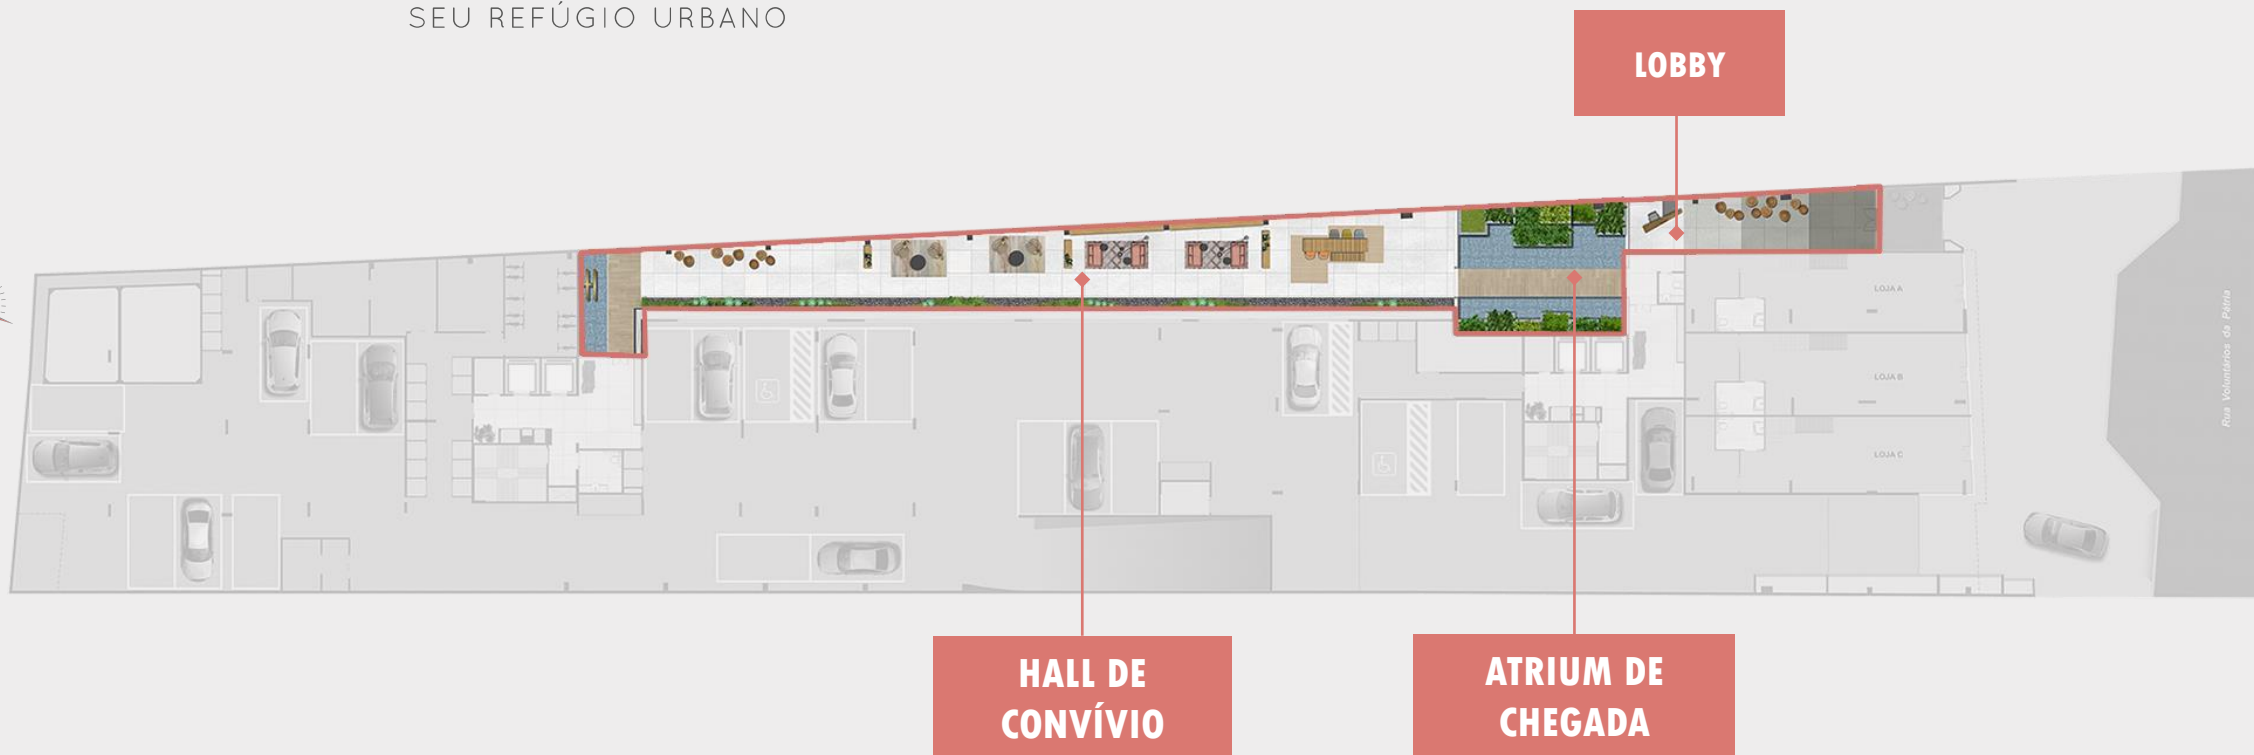 SEU REFÚGIO URBANO
LOBBY
LOJA A
Rua Voluntários da Pátria
LOJA B
LOJA C
HALL DE
CONVÍVIO
ATRIUM DE
CHEGADA